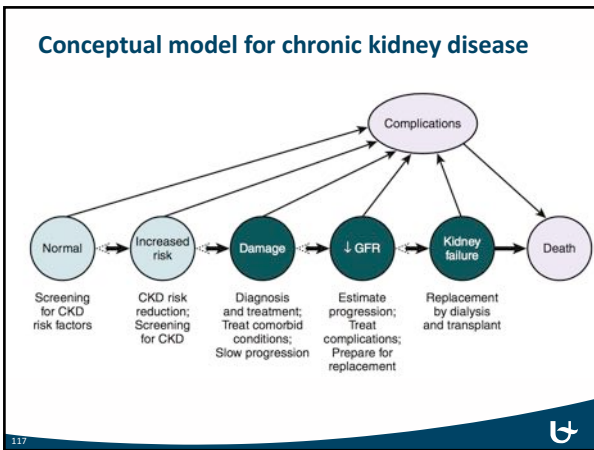 Conceptual model for chronic kidney disease
Complications
Normal
Increased
risk
Damage
↓ GFR
Kidney
failure
Death
Screening
for CKD
risk factors
CKD risk
reduction;
Screening
for CKD
Diagnosis
and treatment;
Treat comorbid
conditions;
Slow progression
Estimate
progression;
Treat
complications;
Prepare for
replacement
Replacement
by dialysis
and transplant
117